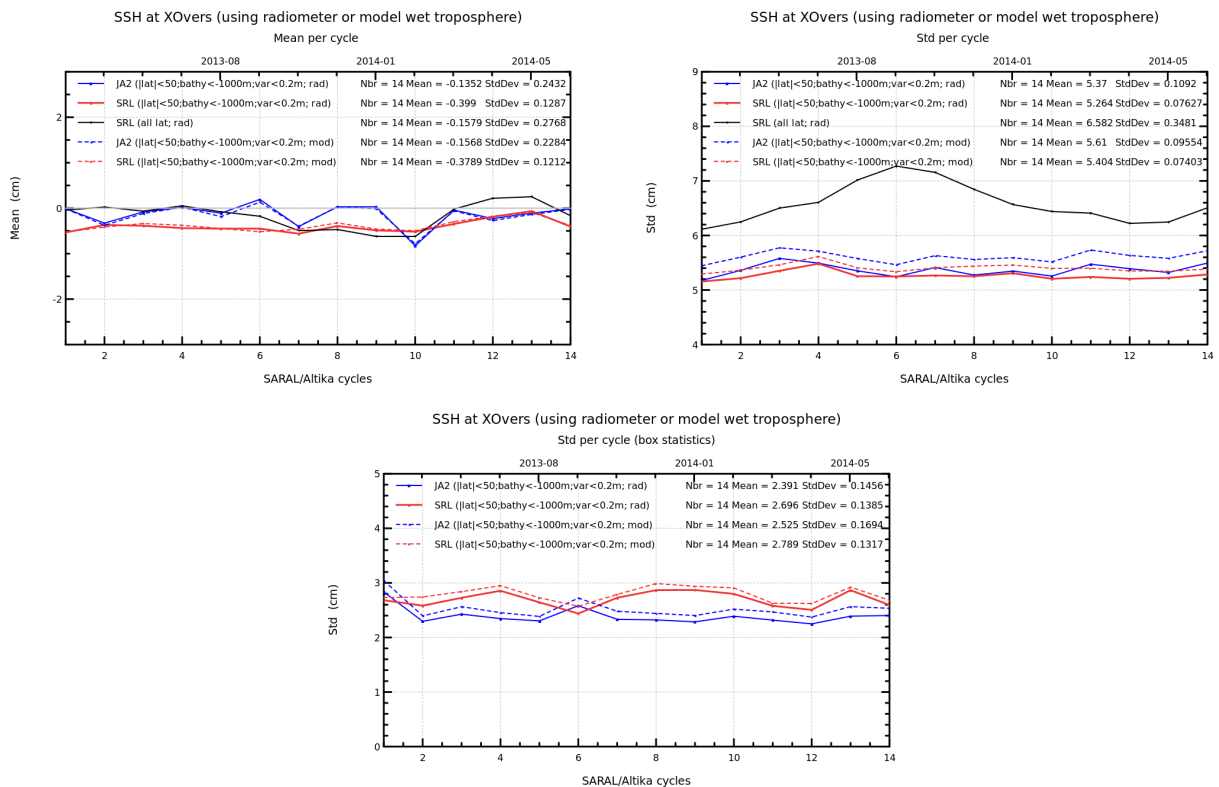 SSH at XOvers (using radiometer or model wet troposphere)
Mean per cycle
2013-08 2014-01 2014-05
JA2 (|lat|<50;bathy<-1000m;var<0.2m; rad) Nbr = 14 Mean = -0.1352 StdDev = 0.2432
SRL (|lat|<50;bathy<-1000m;var<0.2m; rad) Nbr = 14 Mean = -0.399 StdDev = 0.1287
SRL (all lat; rad) Nbr = 14 Mean = -0.1579 StdDev = 0.2768
JA2 (|lat|<50;bathy<-1000m;var<0.2m; mod) Nbr = 14 Mean = -0.1568 StdDev = 0.2284
SRL (|lat|<50;bathy<-1000m;var<0.2m; mod) Nbr = 14 Mean = -0.3789 StdDev = 0.1212
2
0
-2
Mean (cm)
2 4 6 8 10 12 14
SARAL/Altika cycles
SSH at XOvers (using radiometer or model wet troposphere)
Std per cycle
2013-08 2014-01 2014-05
JA2 (|lat|<50;bathy<-1000m;var<0.2m; rad) Nbr = 14 Mean = 5.37 StdDev = 0.1092
SRL (|lat|<50;bathy<-1000m;var<0.2m; rad) Nbr = 14 Mean = 5.264 StdDev = 0.07627
SRL (all lat; rad) Nbr = 14 Mean = 6.582 StdDev = 0.3481
JA2 (|lat|<50;bathy<-1000m;var<0.2m; mod) Nbr = 14 Mean = 5.61 StdDev = 0.09554
SRL (|lat|<50;bathy<-1000m;var<0.2m; mod) Nbr = 14 Mean = 5.404 StdDev = 0.07403
9
8
7
6
5
4
Std (cm)
2 4 6 8 10 12 14
SARAL/Altika cycles
SSH at XOvers (using radiometer or model wet troposphere)
Std per cycle (box statistics)
2013-08 2014-01 2014-05
JA2 (|lat|<50;bathy<-1000m;var<0.2m; rad) Nbr = 14 Mean = 2.391 StdDev = 0.1456
SRL (|lat|<50;bathy<-1000m;var<0.2m; rad) Nbr = 14 Mean = 2.696 StdDev = 0.1385
JA2 (|lat|<50;bathy<-1000m;var<0.2m; mod) Nbr = 14 Mean = 2.525 StdDev = 0.1694
SRL (|lat|<50;bathy<-1000m;var<0.2m; mod) Nbr = 14 Mean = 2.789 StdDev = 0.1317
5
4
3
2
1
0
Std (cm)
2 4 6 8 10 12 14
SARAL/Altika cycles